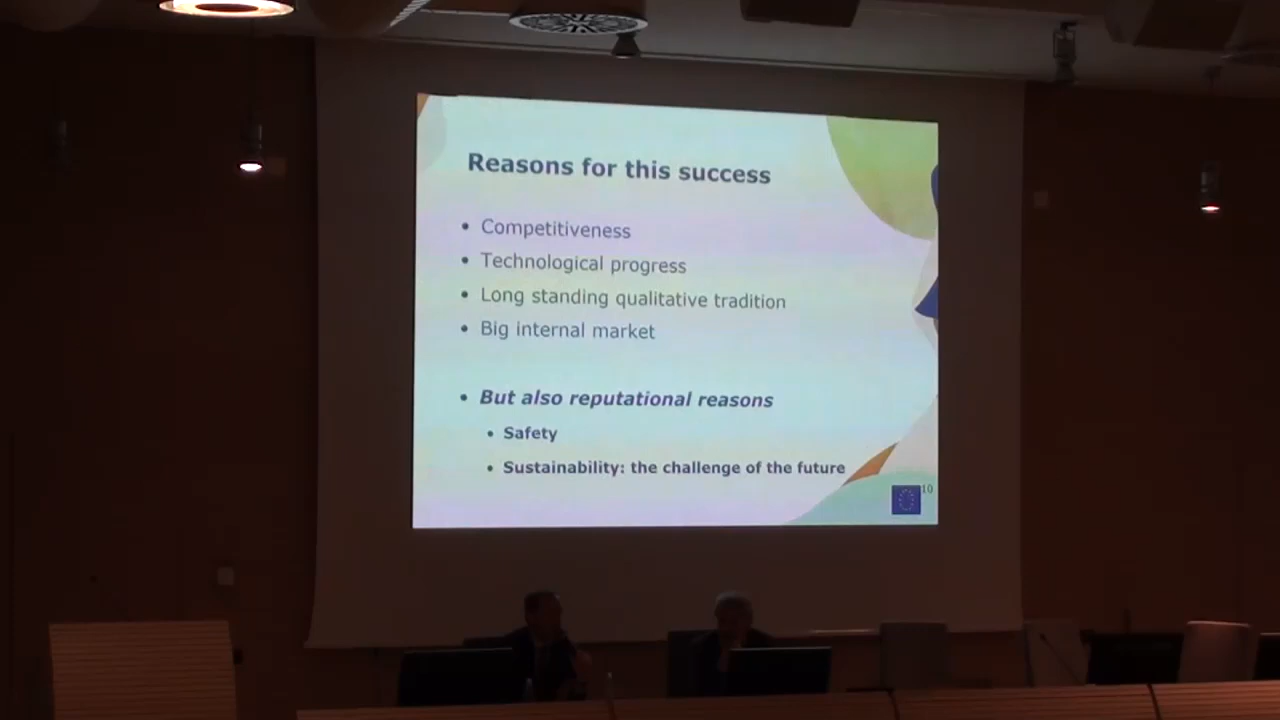 Reasons for this success
• Competitiveness
• Technological progress
• Long standing qualitative tradition
• Big internal market
• But also reputational reasons
• Safety
• Sustainability: the challenge of the future
10